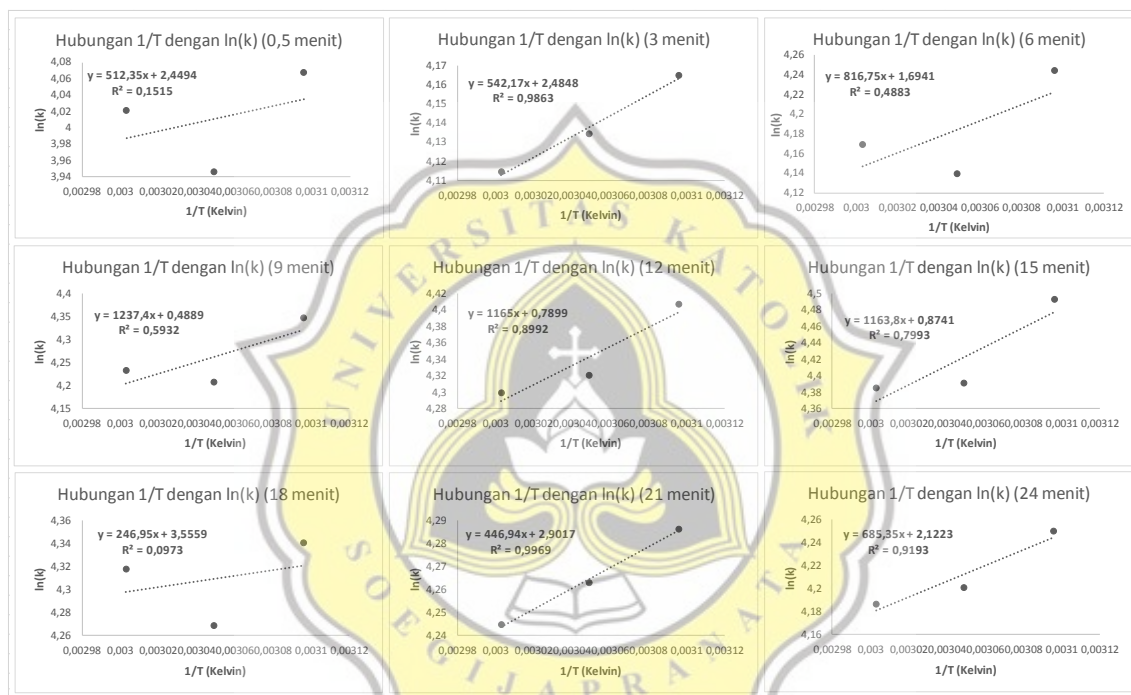 Hubungan 1/T dengan ln(k) (0,5 menit)
4,08
4,06
4,04
4,02
4
3,98
3,96
3,94
ln(k)
y = 512,35x + 2,4494
R² = 0,1515
0,00298 0,003 0,003020,003040,003060,00308 0,0031 0,00312
1/T (Kelvin)
Hubungan 1/T dengan ln(k) (3 menit)
4,17
4,16
4,15
4,13
4,12
4,11
ln(k)
y = 542,17x + 2,4848
R² = 0,9863
0,00298 0,003 0,003020,003040,003060,00308 0,0031 0,00312
1/T (Kelvin)
Hubungan 1/T dengan ln(k) (6 menit)
4,26
4,24
4,22
4,2
4,18
4,16
4,14
4,12
ln(k)
y = 816,75x + 1,6941
R² = 0,4883
0,00298 0,003 0,00302 0,003040,003060,00308 0,0031 0,00312
1/T (Kelvin)
Hubungan 1/T dengan ln(k) (9 menit)
4,4
4,35
4,3
4,25
4,2
4,15
ln(k)
y = 1237,4x + 0,4889
R² = 0,5932
0,00298 0,003 0,003020,003040,003060,00308 0,0031 0,00312
1/T (Kelvin)
Hubungan 1/T dengan ln(k) (12 menit)
4,42
4,4
4,38
4,36
4,34
4,32
4,3
4,28
ln(k)
y = 1165x + 0,7899
R² = 0,8992
0,00298 0,003 0,003020,003040,003060,00308 0,0031 0,00312
1/T (Kelvin)
Hubungan 1/T dengan ln(k) (15 menit)
4,5
4,48
4,46
4,44
4,42
4,4
4,38
4,36
ln(k)
y = 1163,8x + 0,8741
R² = 0,7993
0,00298 0,003 0,003020,003040,003060,00308 0,0031 0,00312
1/T (Kelvin)
Hubungan 1/T dengan ln(k) (18 menit)
4,36
4,34
4,32
4,3
4,28
4,26
ln(k)
y = 246,95x + 3,5559
R² = 0,0973
0,00298 0,003 0,003020,003040,003060,00308 0,0031 0,00312
1/T (Kelvin)
Hubungan 1/T dengan ln(k) (21 menit)
4,29
4,28
4,26
4,25
4,24
ln(k)
y = 446,94x + 2,9017
R² = 0,9969
0,00298 0,003 0,003020,003040,003060,00308 0,0031 0,00312
1/T (Kelvin)
Hubungan 1/T dengan ln(k) (24 menit)
4,26
4,24
4,22
4,2
4,18
4,16
ln(k)
y = 685,35x + 2,1223
R² = 0,9193
0,00298 0,003 0,003020,003040,003060,00308 0,0031 0,00312
1/T (Kelvin)
UNIVERSITAS KATOLIK
SOEGIJAPRANATA